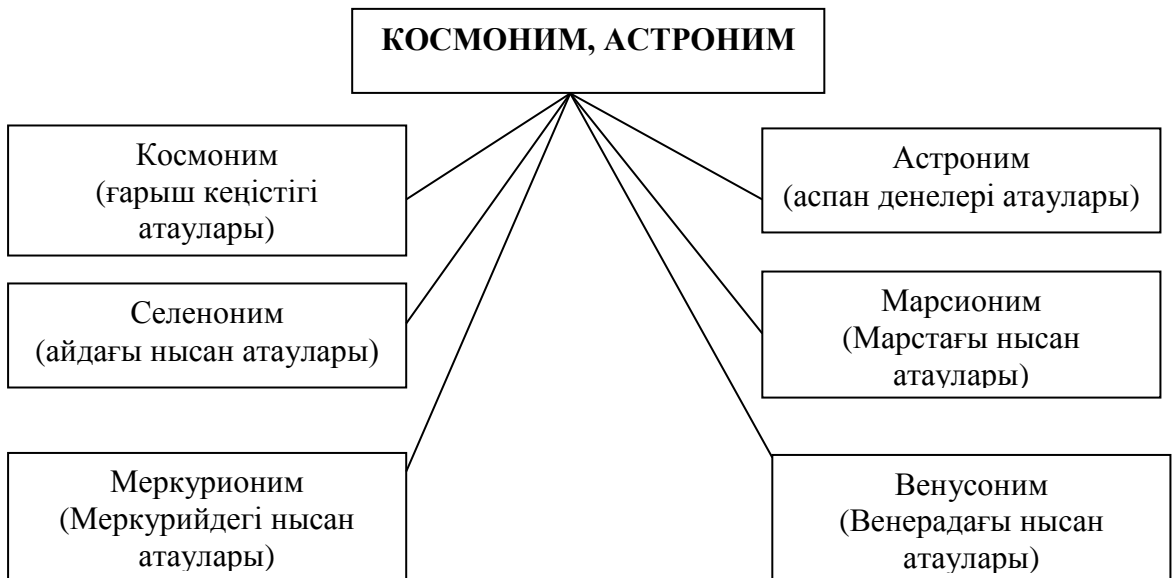 КОСМОНИМ, АСТРОНИМ
Космоним
(ғарыш кеңістігі
атаулары)
Астроним
(аспан денелері атаулары)
Селеноним
(айдағы нысан атаулары)
Марсионим
(Марстағы нысан
атаулары)
Меркурионим
(Меркурийдегі нысан
атаулары)
Венусоним
(Венерадағы нысан
атаулары)